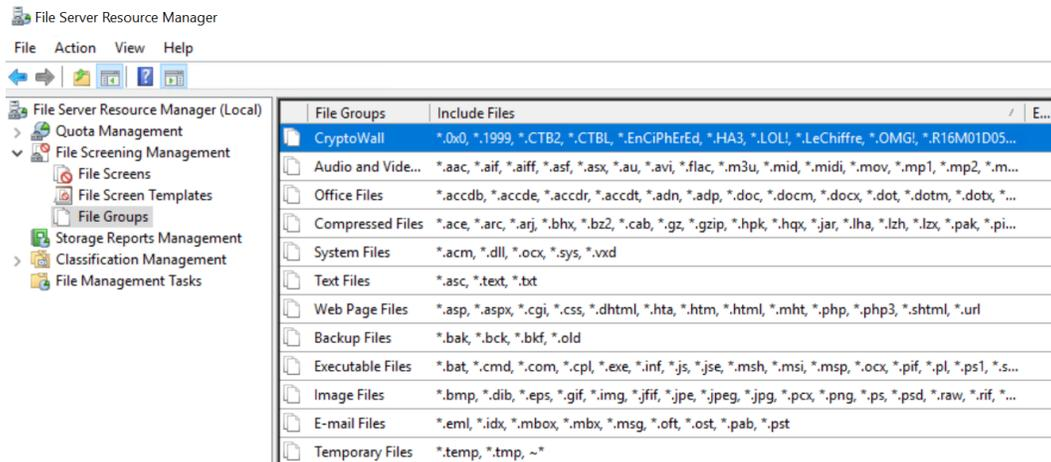 File Server Resource Manager
File Action View Help
File Server Resource Manager (Local)
Quota Management
File Screening Management
File Screens
File Screen Templates
File Groups
Storage Reports Management
Classification Management
File Management Tasks
File Groups Include Files E...
CryptoWall *.0x0, *.1999, *.CTB2, *.CTBL, *.EnCiPhErEd, *.HA3, *.LOL!, *.LeChiffre, *.OMG!, *.R16M01D05...
Audio and Vide... *.aac, *.aif, *.aiff, *.asf, *.asx, *.au, *.avi, *.flac, *.m3u, *.mid, *.midi, *.mov, *.mp1, *.mp2, *.m...
Office Files *.accdb, *.accde, *.accdr, *.accdt, *.adn, *.adp, *.doc, *.docm, *.docx, *.dot, *.dotm, *.dotx, *...
Compressed Files *.ace, *.arc, *.arj, *.bhx, *.bz2, *.cab, *.gz, *.gzip, *.hpk, *.hqx, *.jar, *.lha, *.lzh, *.lzx, *.pak, *.pi...
System Files *.acm, *.dll, *.ocx, *.sys, *.vxd
Text Files *.asc, *.text, *.txt
Web Page Files *.asp, *.aspx, *.cgi, *.css, *.dhtml, *.hta, *.htm, *.html, *.mht, *.php, *.php3, *.shtml, *.url
Backup Files *.bak, *.bck, *.bkf, *.old
Executable Files *.bat, *.cmd, *.com, *.cpl, *.exe, *.inf, *.js, *.jse, *.msh, *.msi, *.msp, *.ocx, *.pif, *.pl, *.ps1, *.s...
Image Files *.bmp, *.dib, *.eps, *.gif, *.img, *.jfif, *.jpe, *.jpeg, *.jpg, *.pcx, *.png, *.ps, *.psd, *.raw, *.rif, *...
E-mail Files *.eml, *.idx, *.mbox, *.mbx, *.msg, *.oft, *.ost, *.pab, *.pst
Temporary Files *.temp, *.tmp, ~*